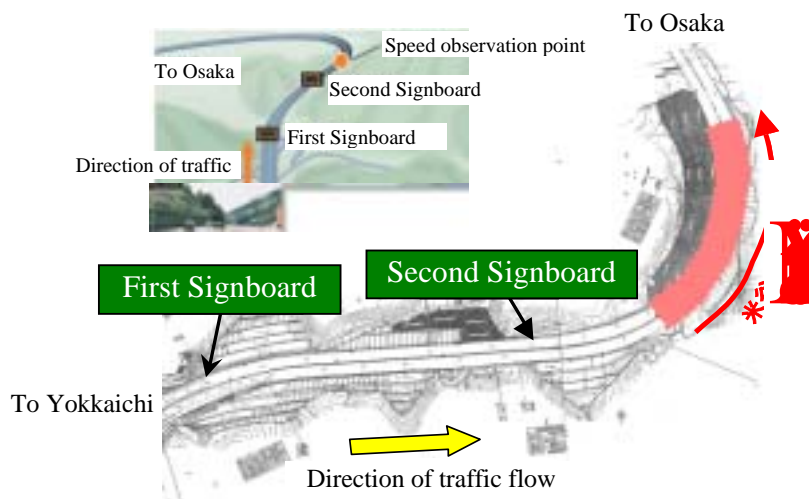 To Osaka
Speed observation point
To Osaka
Second Signboard
First Signboard
Direction of traffic
Second Signboard
First Signboard
To Yokkaichi
Direction of traffic flow